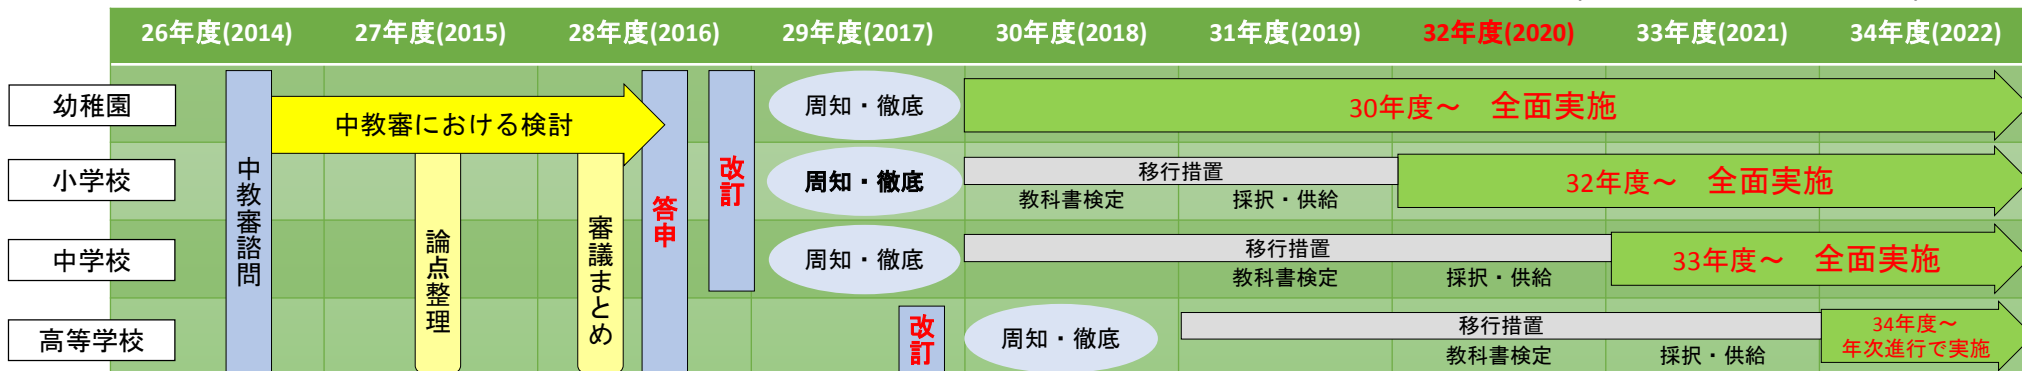 26年度(2014) 27年度(2015) 28年度(2016) 29年度(2017) 30年度(2018) 31年度(2019) 32年度(2020) 33年度(2021) 34年度(2022)
幼稚園
中教審における検討
周知・徹底
30年度～ 全面実施
小学校
周知・徹底
移行措置
教科書検定
採択・供給
32年度～ 全面実施
中学校
周知・徹底
移行措置
教科書検定
採択・供給
33年度～ 全面実施
高等学校
周知・徹底
移行措置
教科書検定
採択・供給
34年度～
年次進行で実施
中教審諮問
論点整理
審議まとめ
答申
改訂
改訂